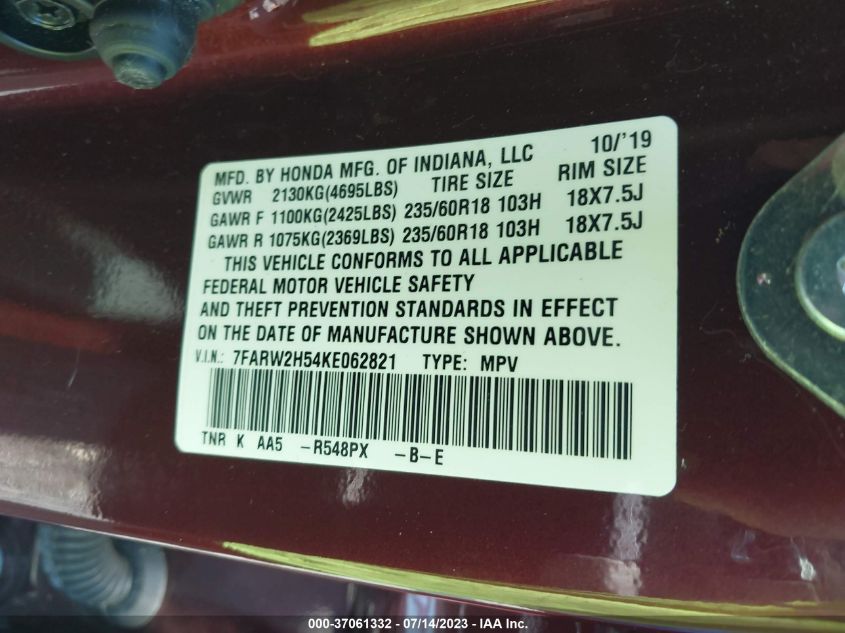 MFD. BY HONDA MFG. OF INDIANA, LLC 10/'19
GVWR 2130KG(4695LBS) TIRE SIZE RIM SIZE
GAWR F 1100KG(2425LBS) 235/60R18 103H 18X7.5J
GAWR R 1075KG(2369LBS) 235/60R18 103H 18X7.5J
THIS VEHICLE CONFORMS TO ALL APPLICABLE
FEDERAL MOTOR VEHICLE SAFETY
AND THEFT PREVENTION STANDARDS IN EFFECT
ON THE DATE OF MANUFACTURE SHOWN ABOVE.
V.I.N.: 7FARW2H54KE062821 TYPE: MPV
TNR K AA5 -R548PX -B-E
000-37061332 - 07/14/2023 - IAA Inc.